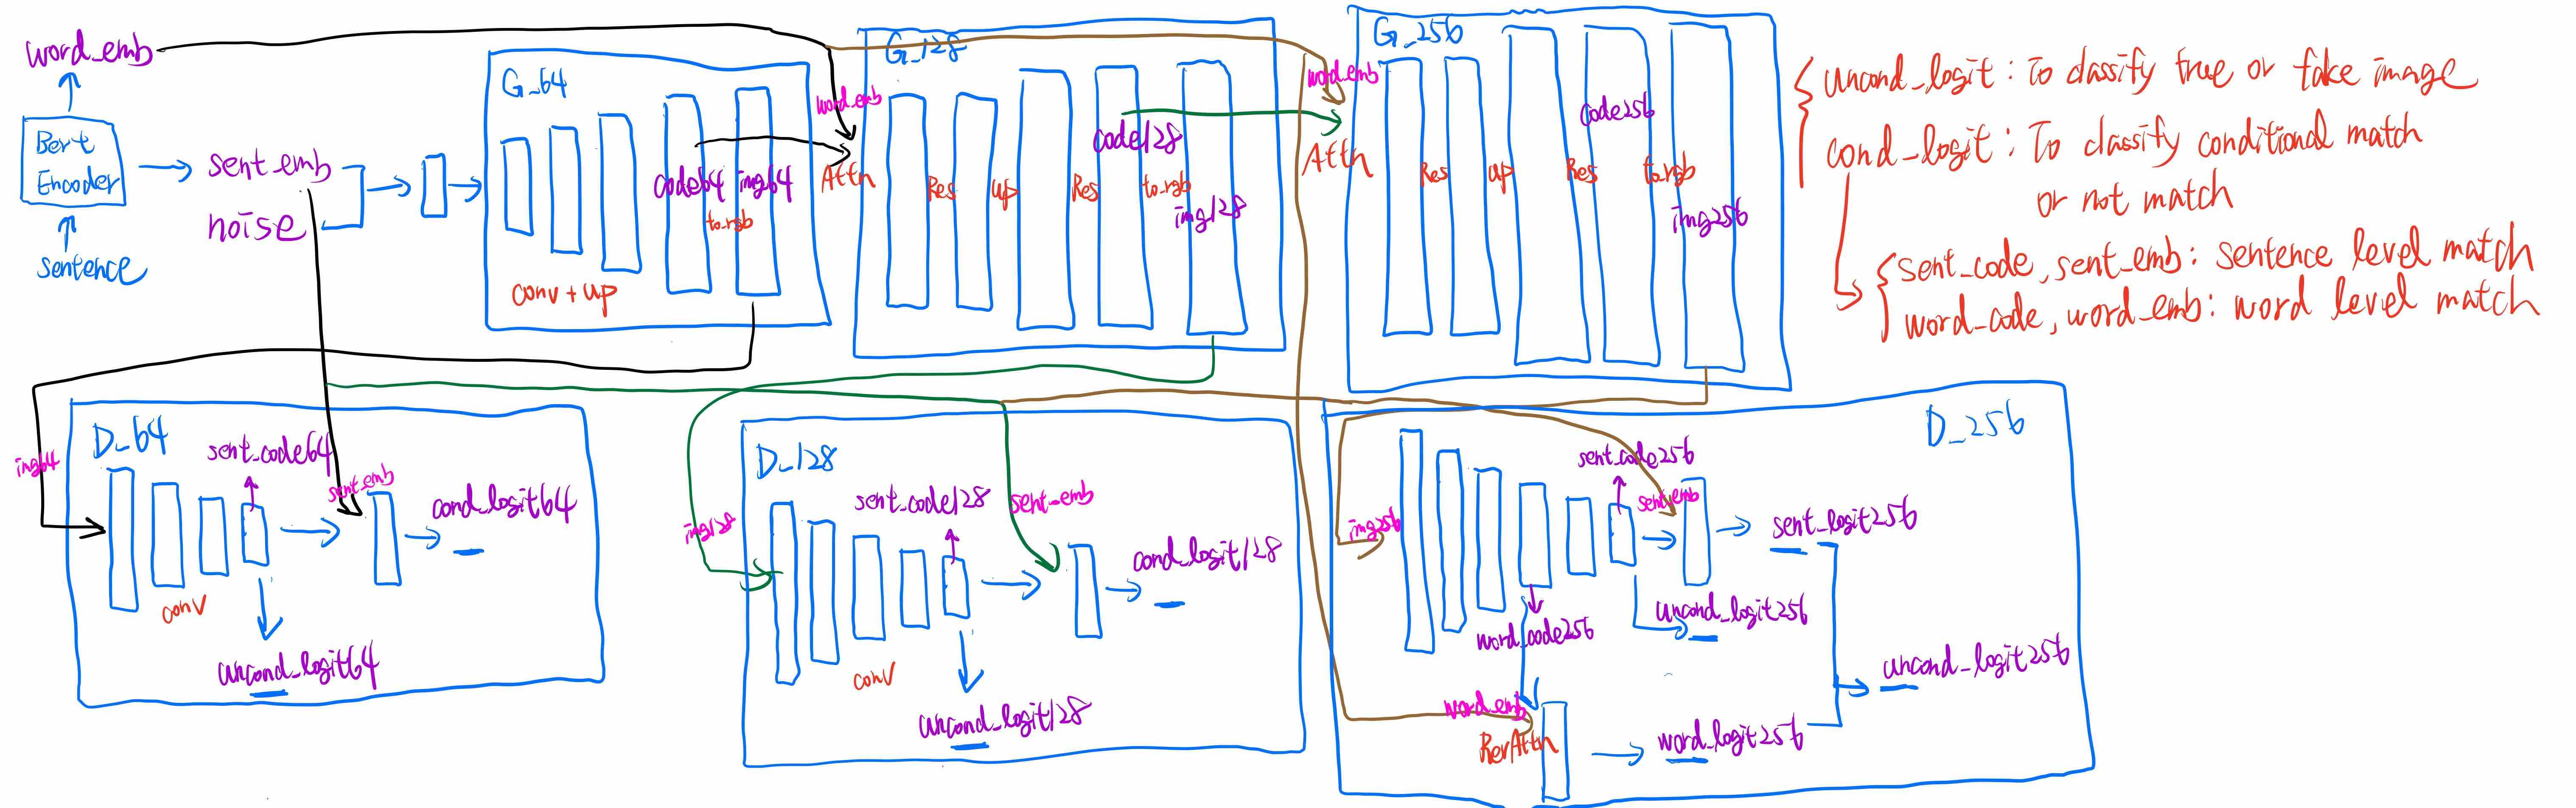 word_emb
Bert
Encoder
sentence
sent_emb
noise
G_64
code64
img64
to_rgb
conv + up
word_emb
Attn
G_128
Res
up
Res
code128
to_rgb
img128
word_emb
Attn
G_256
Res
up
Res
code256
to_rgb
img256
uncond_logit : To classify true or fake image
cond_logit : To classify conditional match
or not match
sent_code, sent_emb : sentence level match
word_code, word_emb : word level match
D_64
img64
sent_code64
sent_emb
cond_logit64
conv
uncond_logit64
D_128
img128
sent_code128
sent_emb
cond_logit128
conv
uncond_logit128
D_256
img256
sent_code256
sent_emb
sent_logit256
uncond_logit256
word_code256
word_emb
RerAttn
word_logit256
uncond_logit256